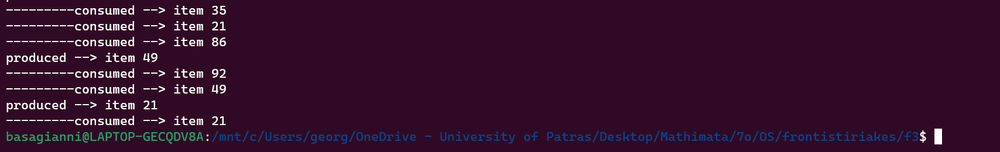 ---------consumed --> item 35
---------consumed --> item 21
---------consumed --> item 86
produced --> item 49
---------consumed --> item 92
---------consumed --> item 49
produced --> item 21
---------consumed --> item 21
basagianni@LAPTOP-GECQDV8A:/mnt/c/Users/georg/OneDrive - University of Patras/Desktop/Mathimata/7o/OS/frontistiriakes/f3$